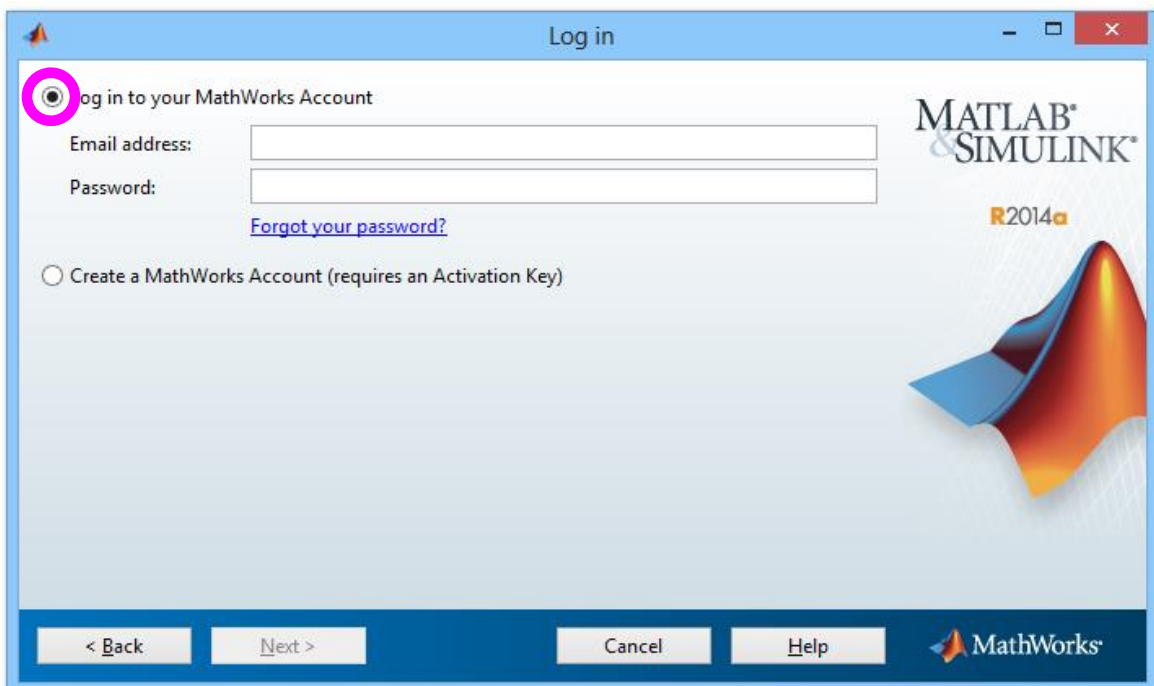 Log in
og in to your MathWorks Account
Email address:
Password:
Forgot your password?
Create a MathWorks Account (requires an Activation Key)
MATLAB®
&SIMULINK®
R2014a
< Back
Next >
Cancel
Help
MathWorks®